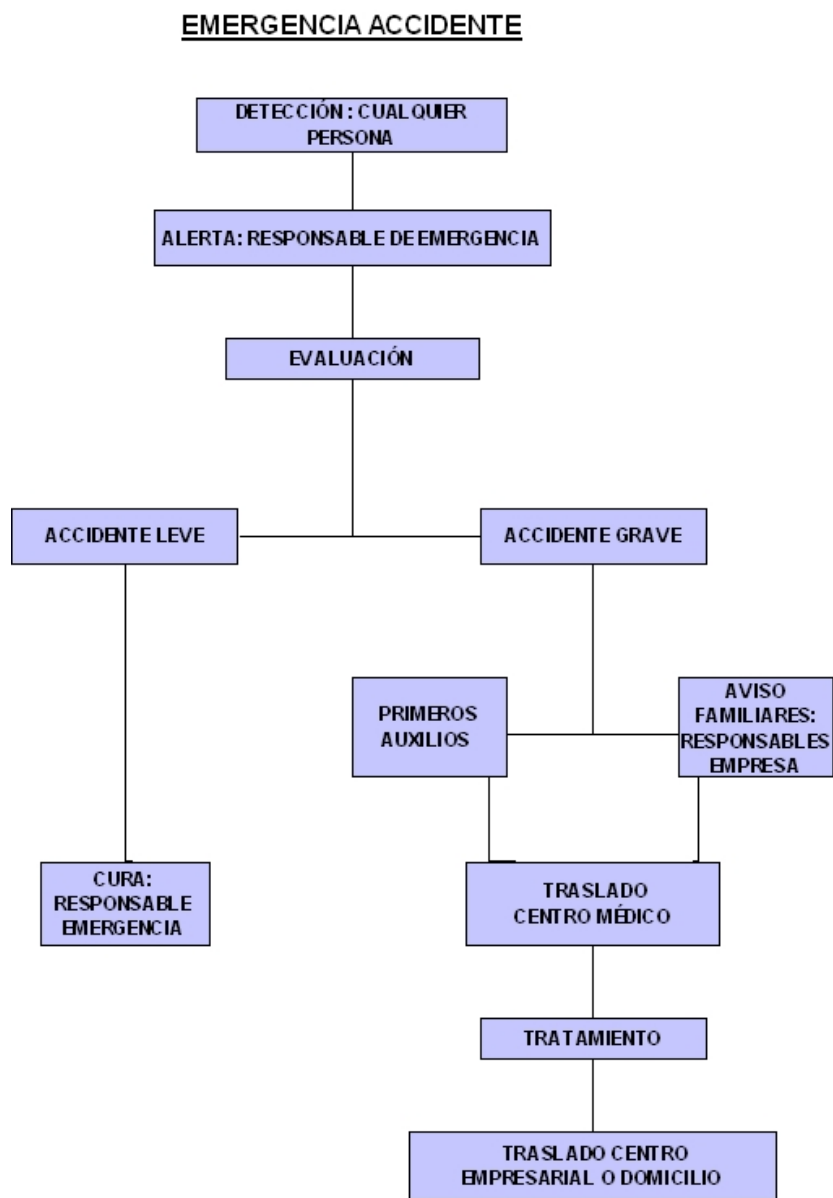 EMERGENCIA ACCIDENTE
DETECCIÓN : CUALQUIER
PERSONA
ALERTA: RESPONSABLE DE EMERGENCIA
EVALUACIÓN
ACCIDENTE LEVE
ACCIDENTE GRAVE
PRIMEROS
AUXILIOS
AVISO
FAMILIARES:
RESPONSABLES
EMPRESA
CURA:
RESPONSABLE
EMERGENCIA
TRASLADO
CENTRO MÉDICO
TRATAMIENTO
TRASLADO CENTRO
EMPRESARIAL O DOMICILIO